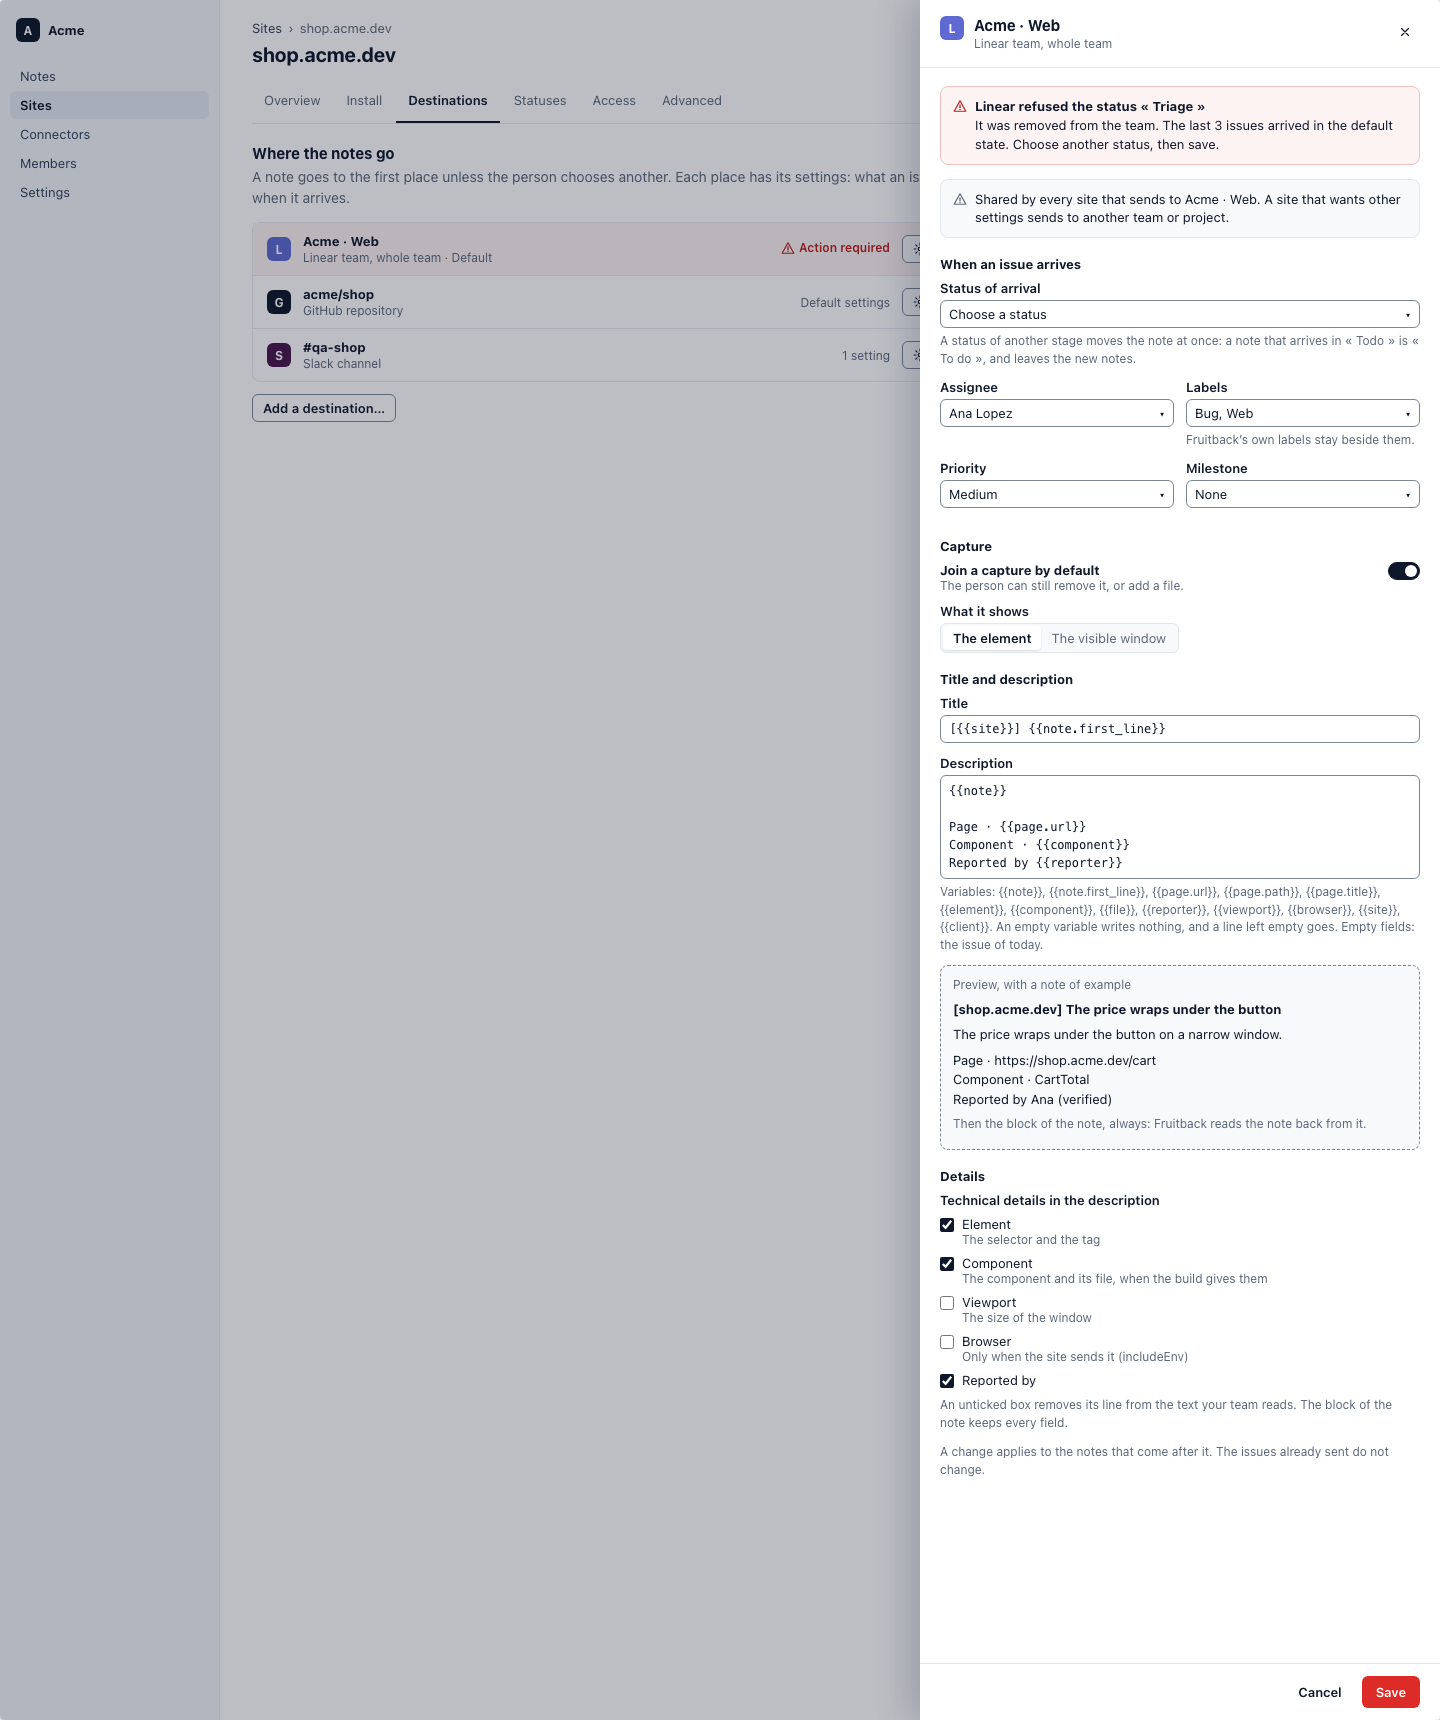 A Acme
Notes
Sites
Connectors
Members
Settings
Sites › shop.acme.dev
shop.acme.dev
Overview Install Destinations Statuses Access Advanced
Where the notes go
A note goes to the first place unless the person chooses another. Each place has its settings: what an is
when it arrives.
L Acme · Web
Linear team, whole team · Default
Action required
G acme/shop
GitHub repository
Default settings
S #qa-shop
Slack channel
1 setting
Add a destination...
L Acme · Web
Linear team, whole team
Linear refused the status « Triage »
It was removed from the team. The last 3 issues arrived in the default
state. Choose another status, then save.
Shared by every site that sends to Acme · Web. A site that wants other
settings sends to another team or project.
When an issue arrives
Status of arrival
Choose a status
A status of another stage moves the note at once: a note that arrives in « Todo » is «
To do », and leaves the new notes.
Assignee Labels
Ana Lopez Bug, Web
Fruitback's own labels stay beside them.
Priority Milestone
Medium None
Capture
Join a capture by default
The person can still remove it, or add a file.
What it shows
The element The visible window
Title and description
Title
[{{site}}] {{note.first_line}}
Description
{{note}}
Page · {{page.url}}
Component · {{component}}
Reported by {{reporter}}
Variables: {{note}}, {{note.first_line}}, {{page.url}}, {{page.path}}, {{page.title}},
{{element}}, {{component}}, {{file}}, {{reporter}}, {{viewport}}, {{browser}}, {{site}},
{{client}}. An empty variable writes nothing, and a line left empty goes. Empty fields:
the issue of today.
Preview, with a note of example
[shop.acme.dev] The price wraps under the button
The price wraps under the button on a narrow window.
Page · https://shop.acme.dev/cart
Component · CartTotal
Reported by Ana (verified)
Then the block of the note, always: Fruitback reads the note back from it.
Details
Technical details in the description
Element
The selector and the tag
Component
The component and its file, when the build gives them
Viewport
The size of the window
Browser
Only when the site sends it (includeEnv)
Reported by
An unticked box removes its line from the text your team reads. The block of the
note keeps every field.
A change applies to the notes that come after it. The issues already sent do not
change.
Cancel Save